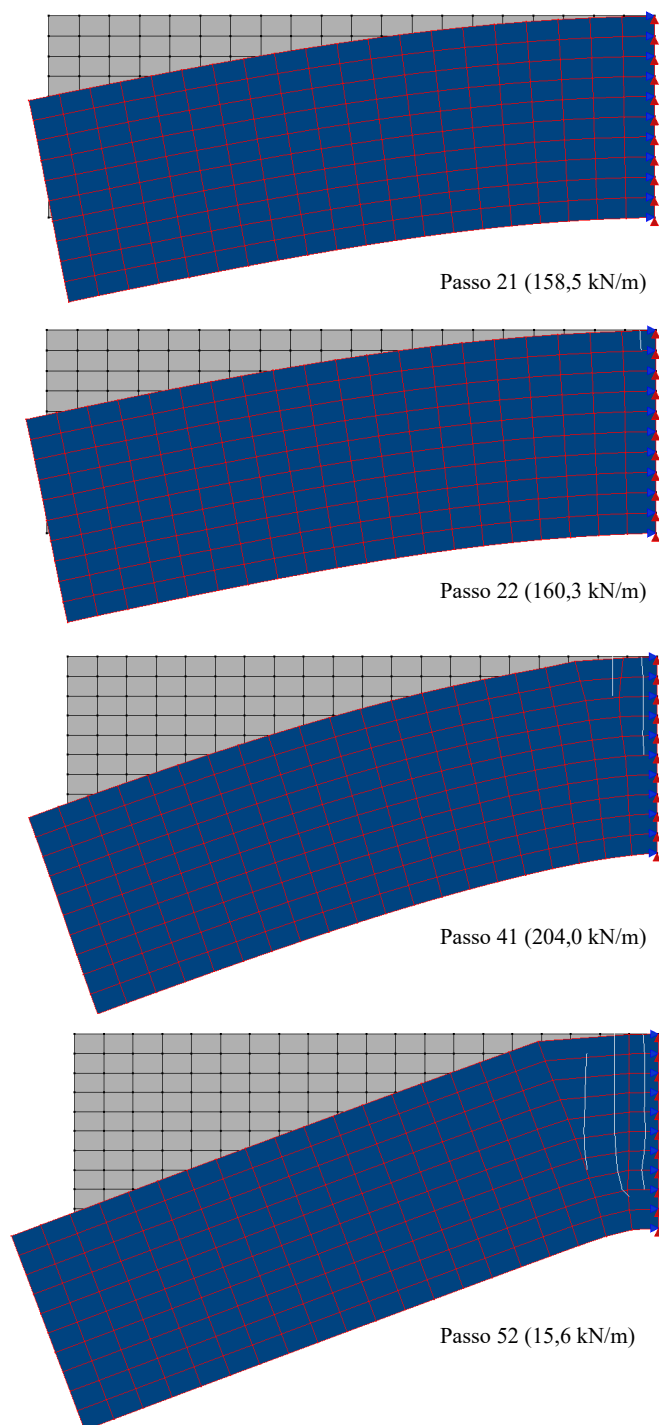 Passo 21 (158,5 kN/m)
Passo 22 (160,3 kN/m)
Passo 41 (204,0 kN/m)
Passo 52 (15,6 kN/m)